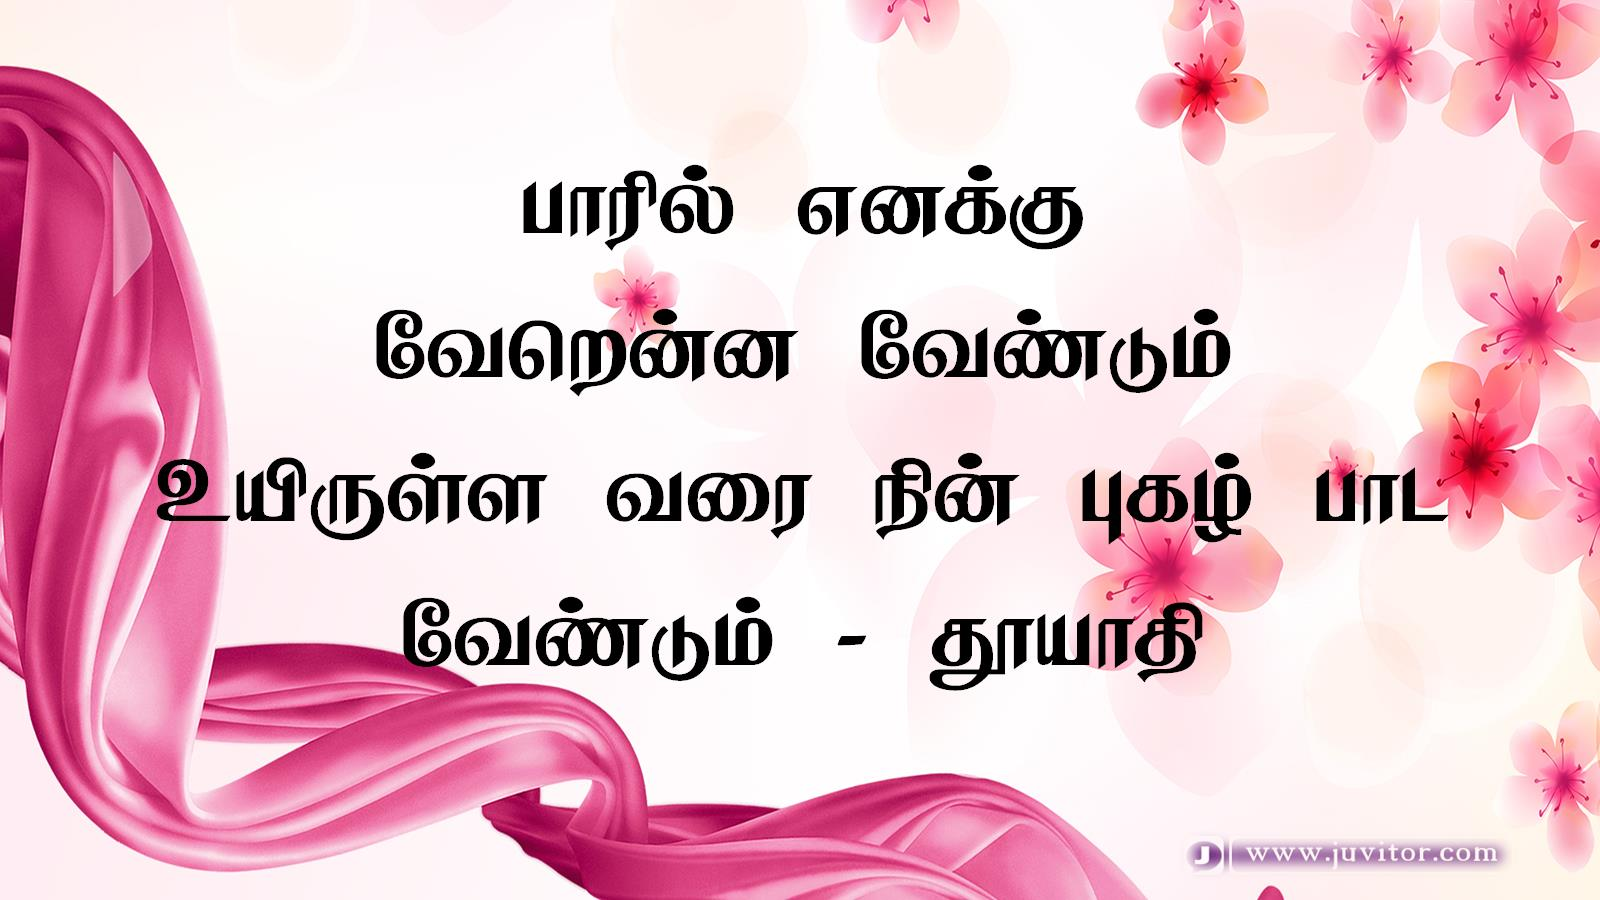 பாரில் எனக்கு
வேறென்ன வேண்டும்
உயிருள்ள வரை நின் புகழ் பாட
வேண்டும் - தூயாதி
J www.juvitor.com